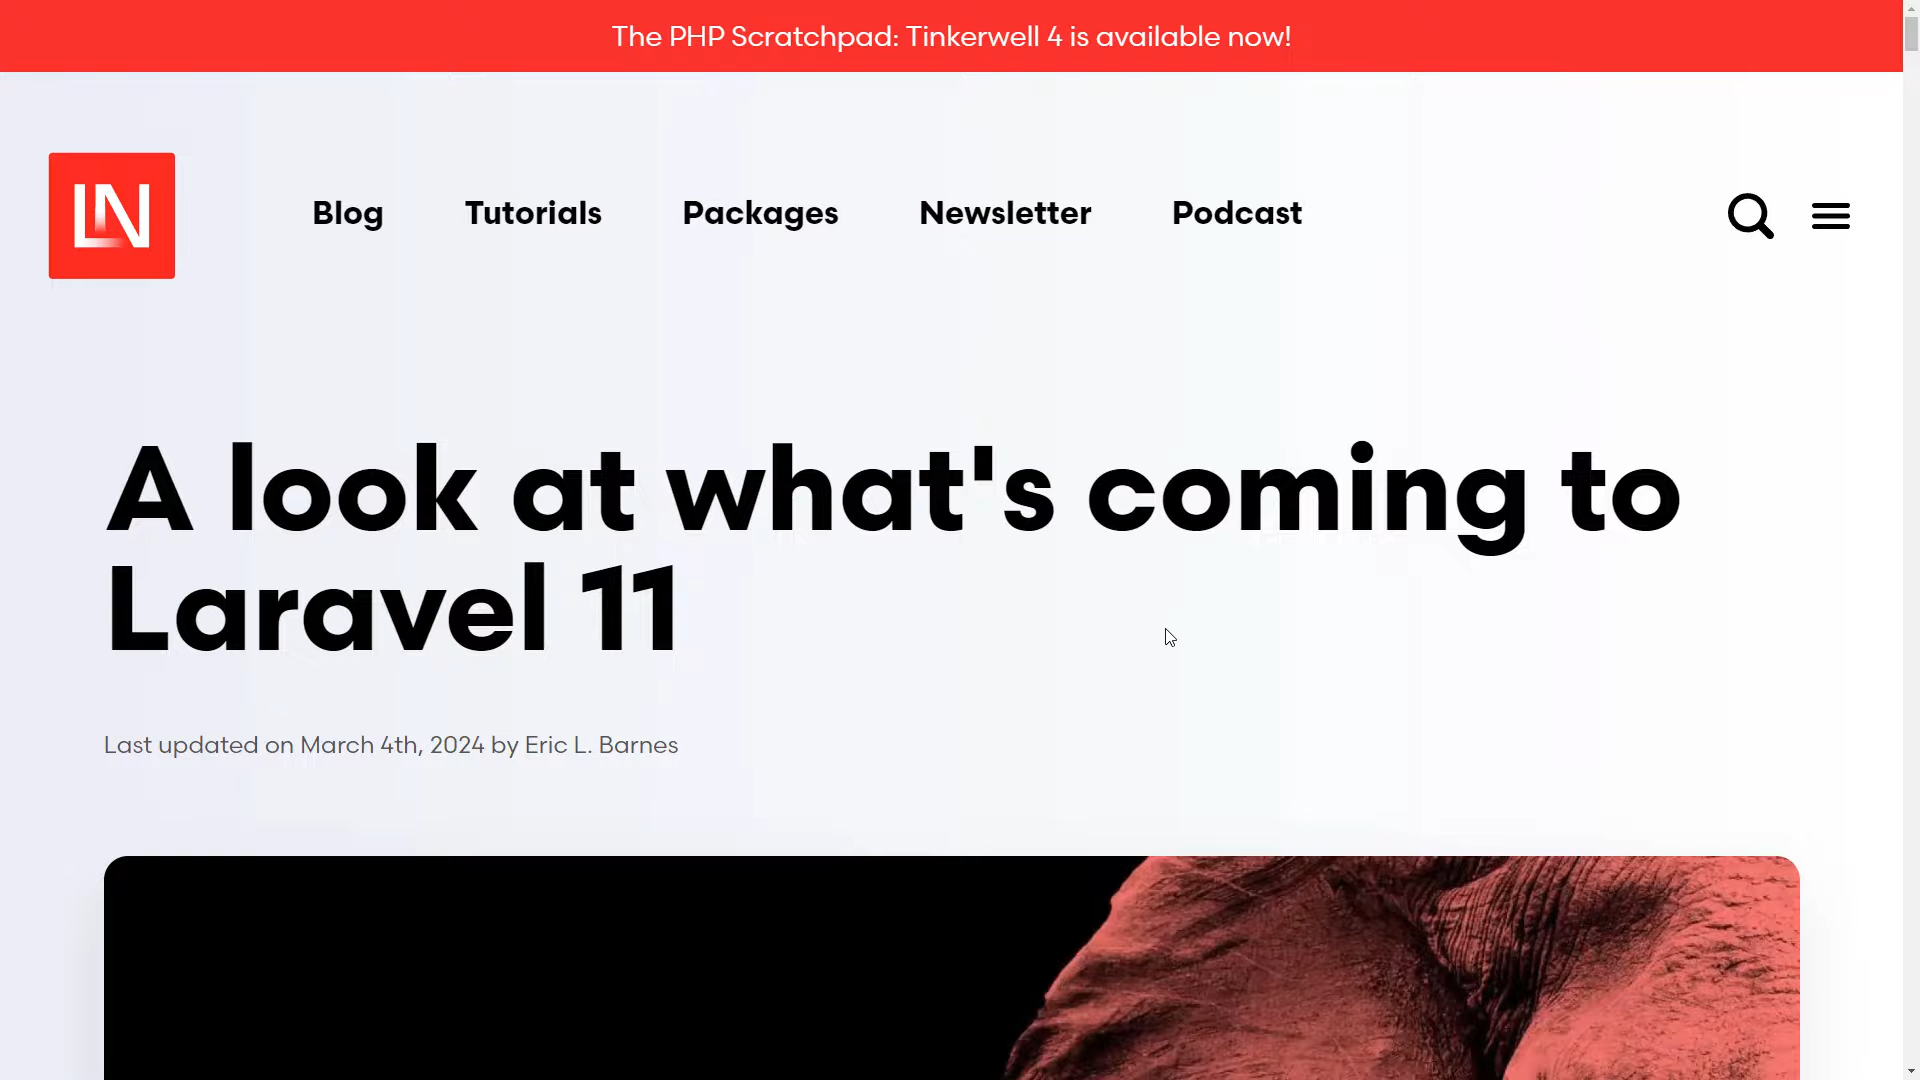 The PHP Scratchpad: Tinkerwell 4 is available now!
LN
Blog Tutorials Packages Newsletter Podcast
A look at what's coming to
Laravel 11
Last updated on March 4th, 2024 by Eric L. Barnes